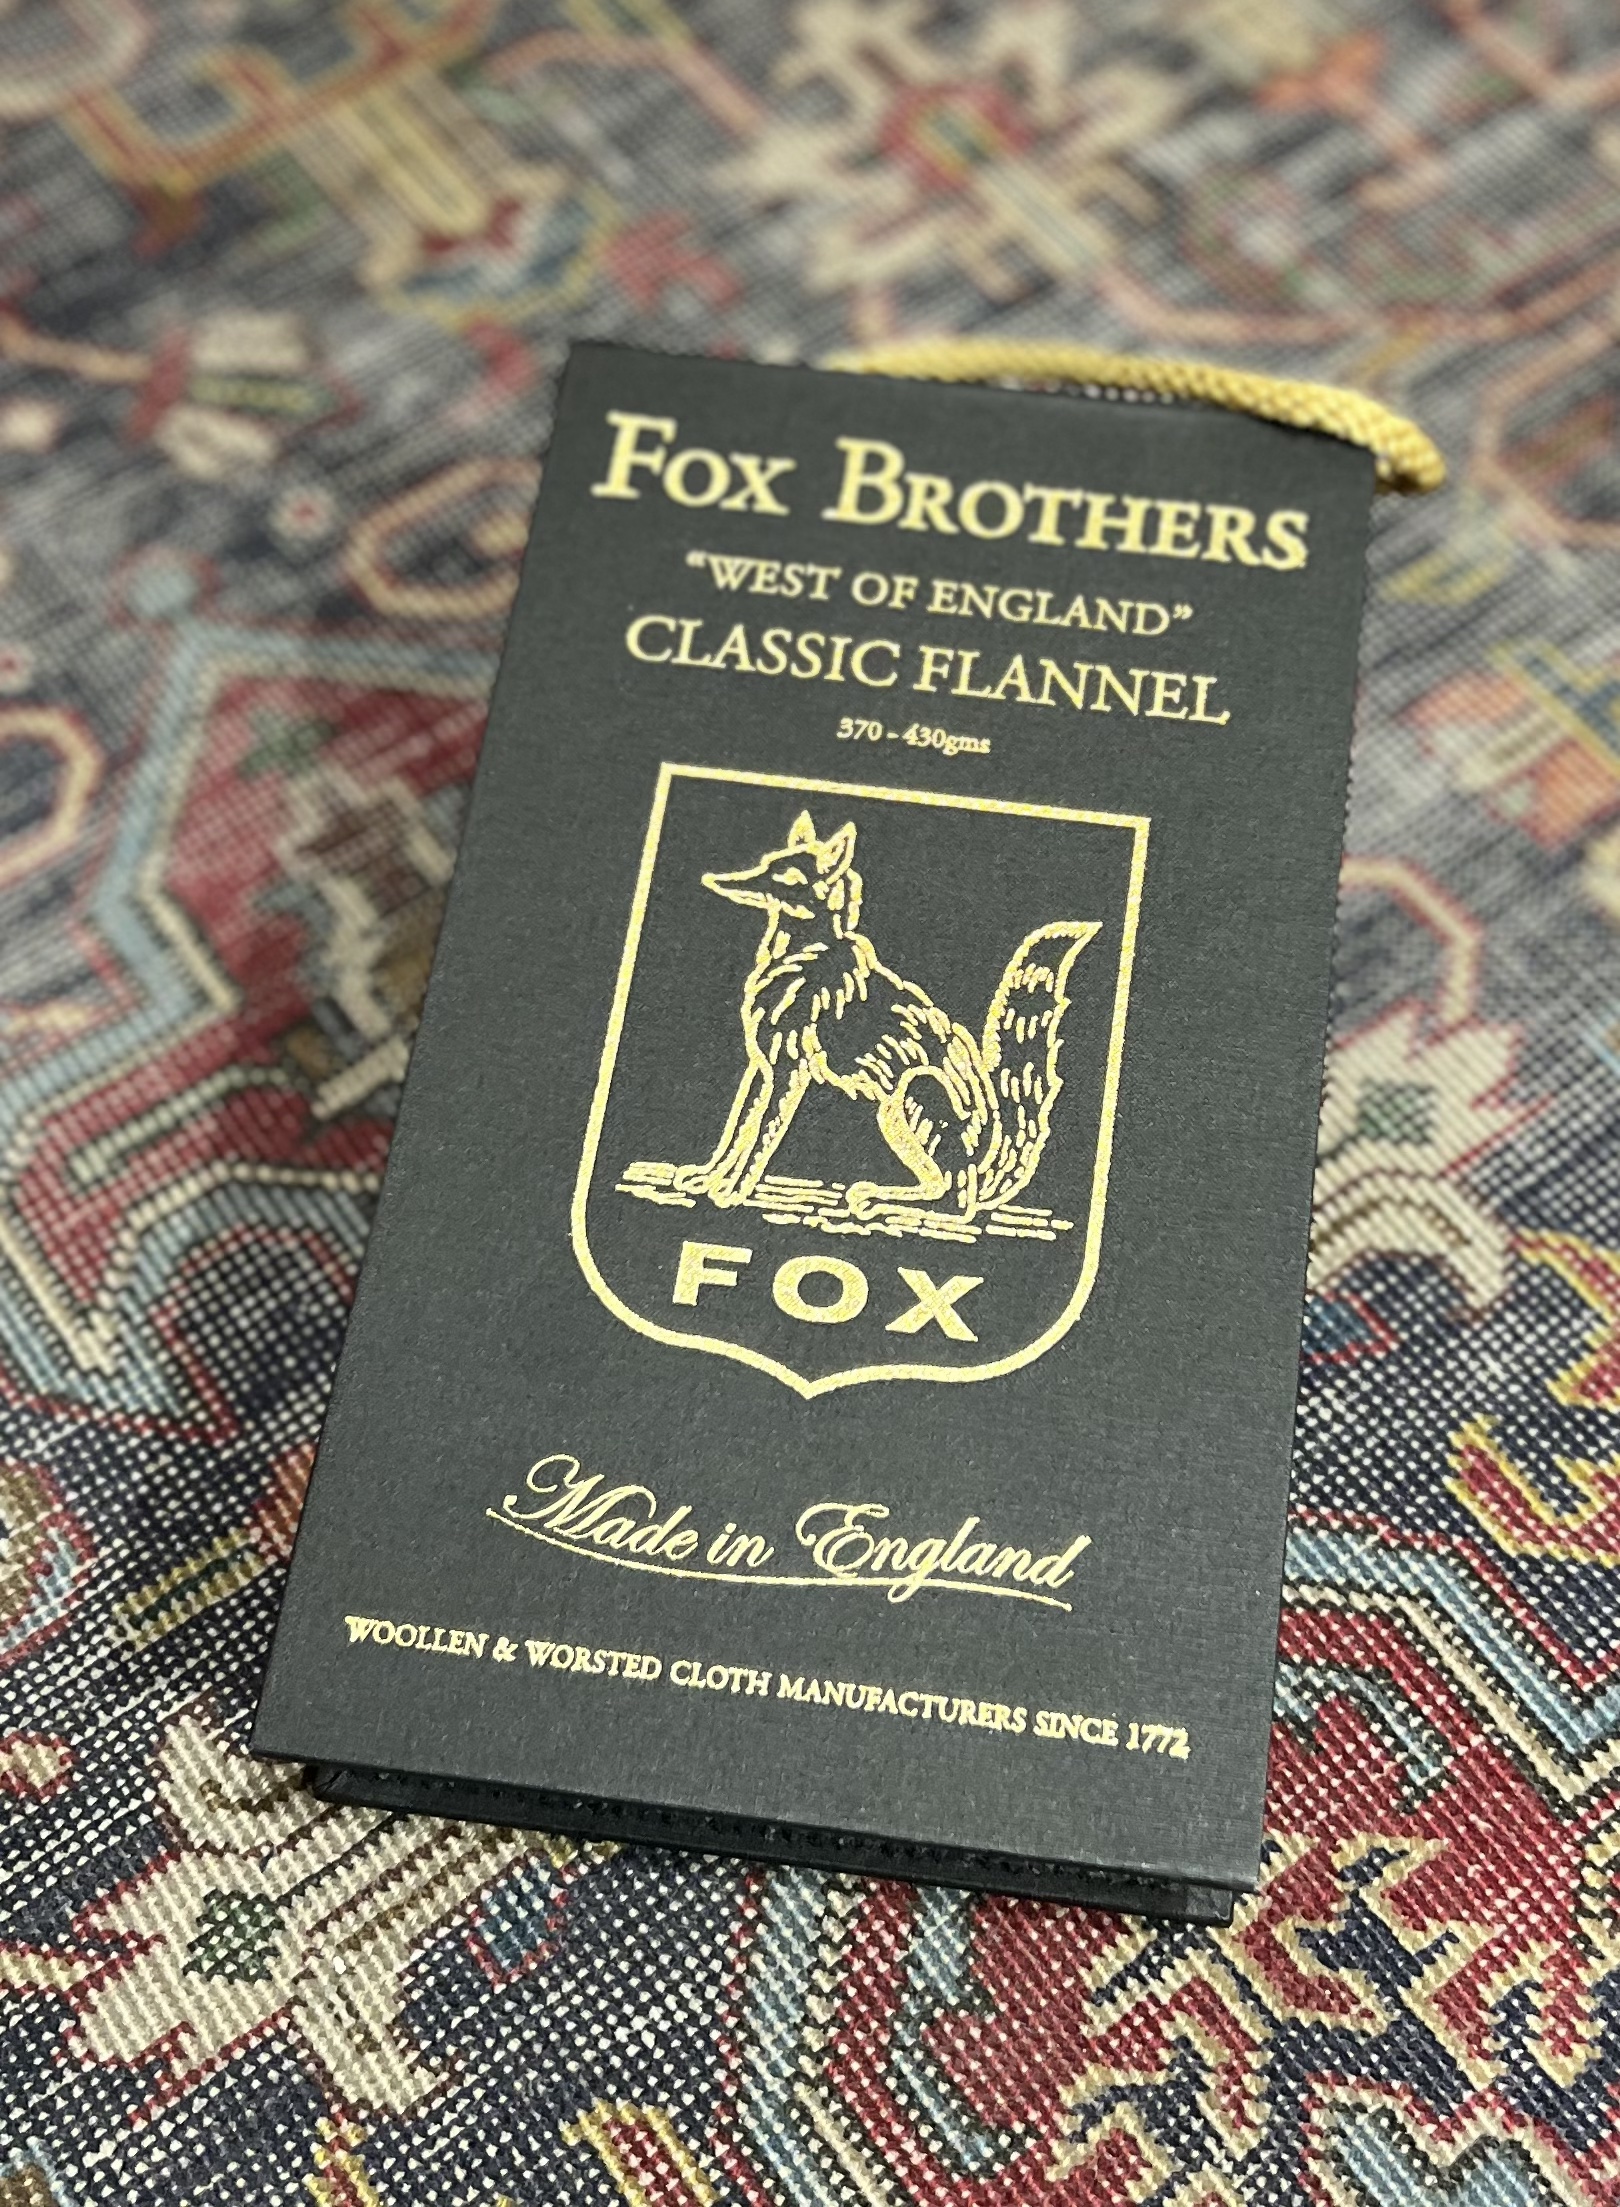 FOX BROTHERS
“WEST OF ENGLAND”
CLASSIC FLANNEL
370 - 430gms
FOX
Made in England
WOOLLEN & WORSTED CLOTH MANUFACTURERS SINCE 1772